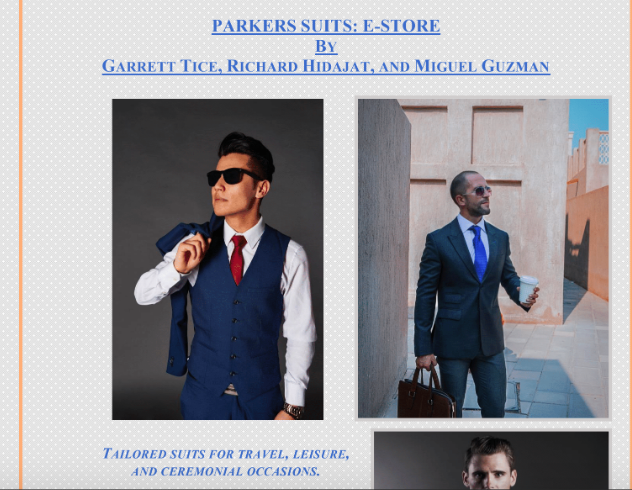 PARKERS SUITS: E-STORE
BY
GARRETT TICE, RICHARD HIDAJAT, AND MIGUEL GUZMAN
TAILORED SUITS FOR TRAVEL, LEISURE,
AND CEREMONIAL OCCASIONS.